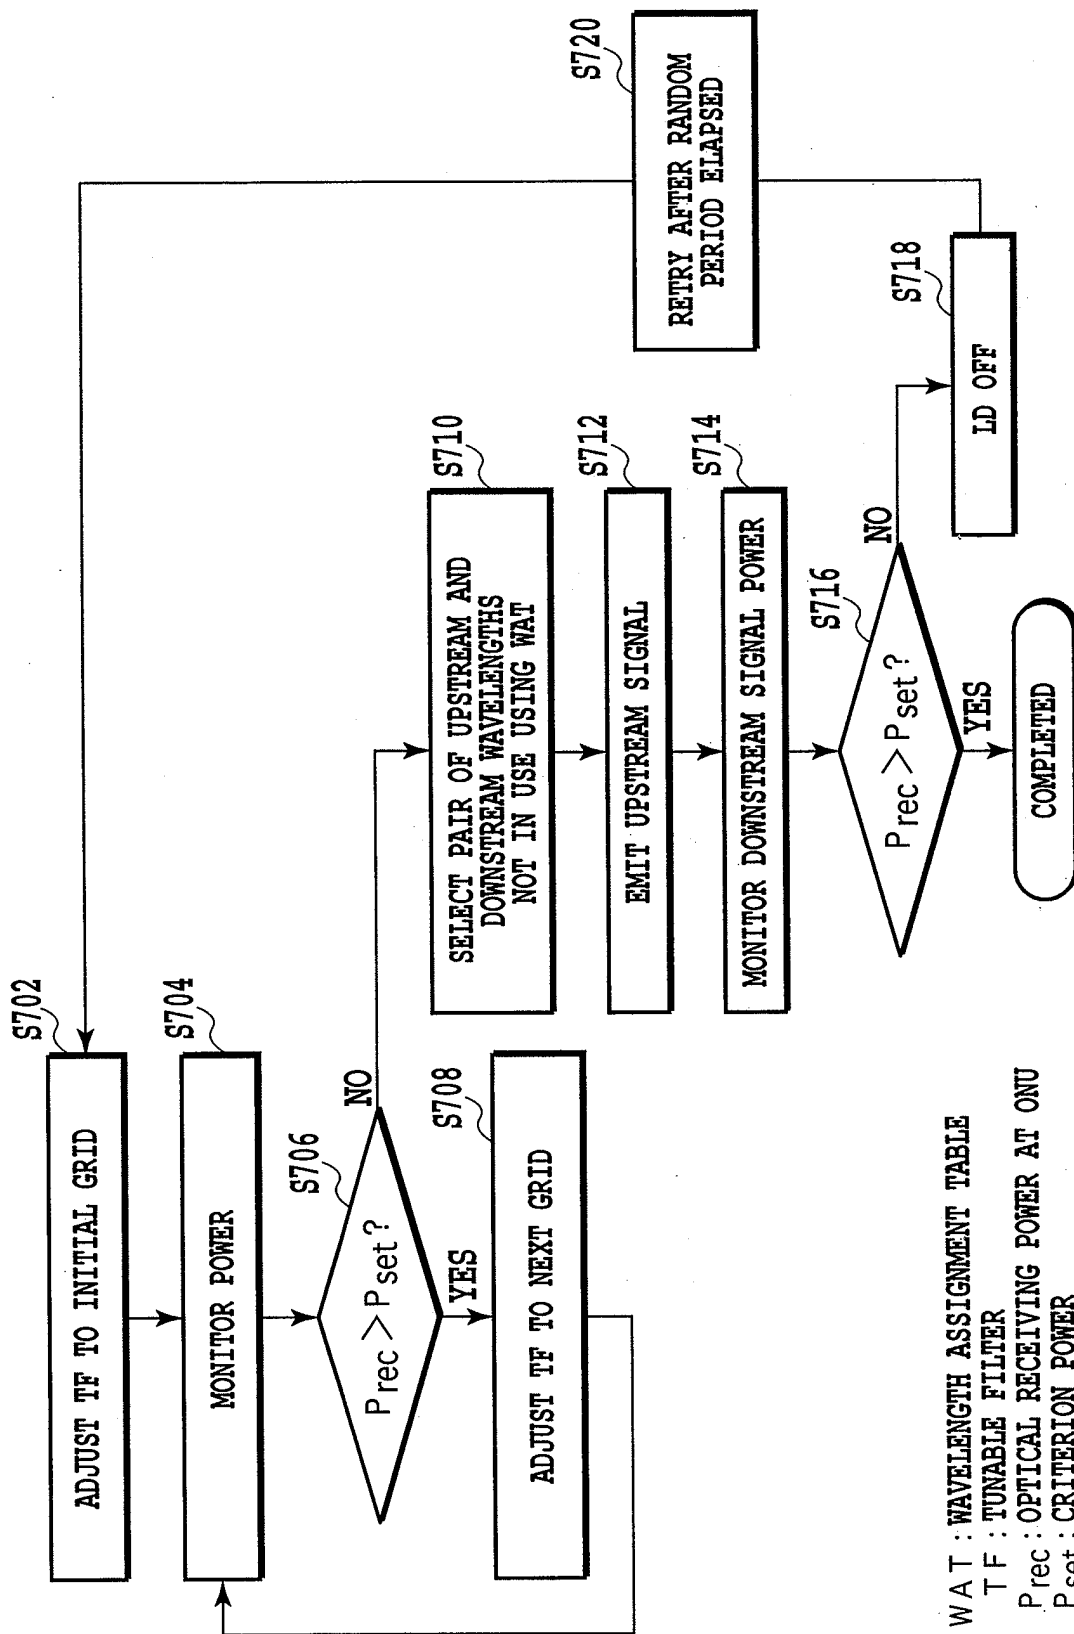 S702
ADJUST TF TO INITIAL GRID
S704
MONITOR POWER
S706
Prec > Pset?
NO
YES
S708
ADJUST TF TO NEXT GRID
S710
SELECT PAIR OF UPSTREAM AND
DOWNSTREAM WAVELENGTHS
NOT IN USE USING WAT
S712
EMIT UPSTREAM SIGNAL
S714
MONITOR DOWNSTREAM SIGNAL POWER
S716
Prec > Pset?
NO
YES
COMPLETED
S718
LD OFF
S720
RETRY AFTER RANDOM
PERIOD ELAPSED
WAT : WAVELENGTH ASSIGNMENT TABLE
TF : TUNABLE FILTER
Prec : OPTICAL RECEIVING POWER AT ONU
Pset : CRITERION POWER